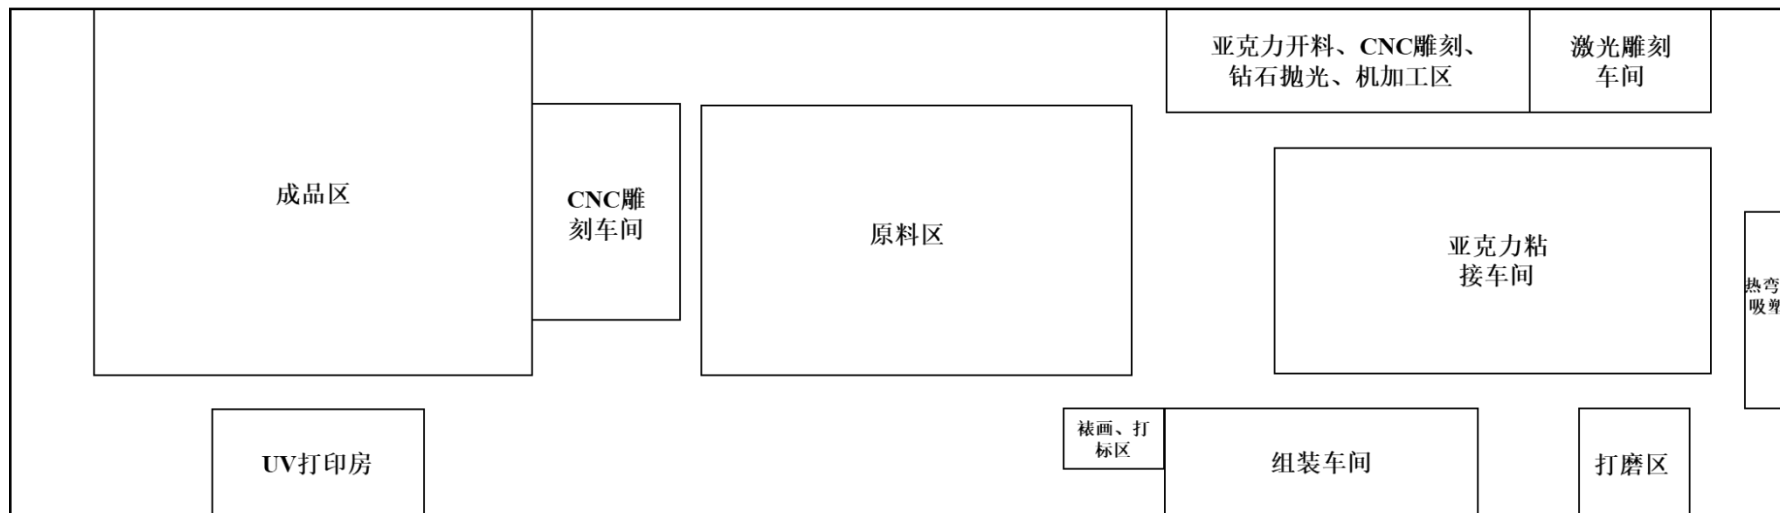 亚克力开料、CNC雕刻、
钻石抛光、机加工区
激光雕刻
车间
成品区
CNC雕
刻车间
原料区
亚克力粘
接车间
热弯
吸塑
裱画、打
标区
UV打印房
组装车间
打磨区